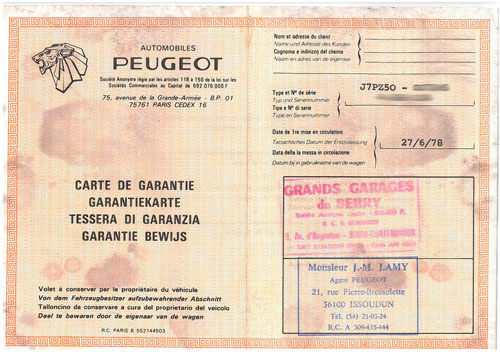 AUTOMOBILES
PEUGEOT
Société Anonyme régie par les articles 118 à 150 de la loi sur les
Sociétés Commerciales au Capital de 692 076 000 F
75, avenue de la Grande-Armée - B.P. 01
75761 PARIS CEDEX 16
CARTE DE GARANTIE
GARANTIEKARTE
TESSERA DI GARANZIA
GARANTIE BEWIJS
Volet à conserver par le propriétaire du véhicule
Von dem Fahrzeugbesitzer aufzubewahrender Abschnitt
Talloncino da conservare a cura del proprietario del veicolo
Deel te bewaren door de eigenaar van de wagen
R.C. PARIS B 552144503
Nom et adresse du client
Name und Adresse des Kunden
Cognome e indirizzo del cliente
Naam en adres van de eigenaar
Type et N° de série
Typ und Seriennummer
Tipo x N° di serie
Type en Serienummer
J7PZ50 -
Date de 1re mise en circulation
Tatsächliches Datum der Erstzulassung
Data della la messa in circolazione
Datum bij in gebruikname van de wagen
27/6/78
GRANDS GARAGES
du BERRY
Monsieur J.-M. LAMY
Agent PEUGEOT
21, rue Pierre-Brossolette
36100 ISSOUDUN
Tél. (54) 21-03-24
R.C. A 309-435-444